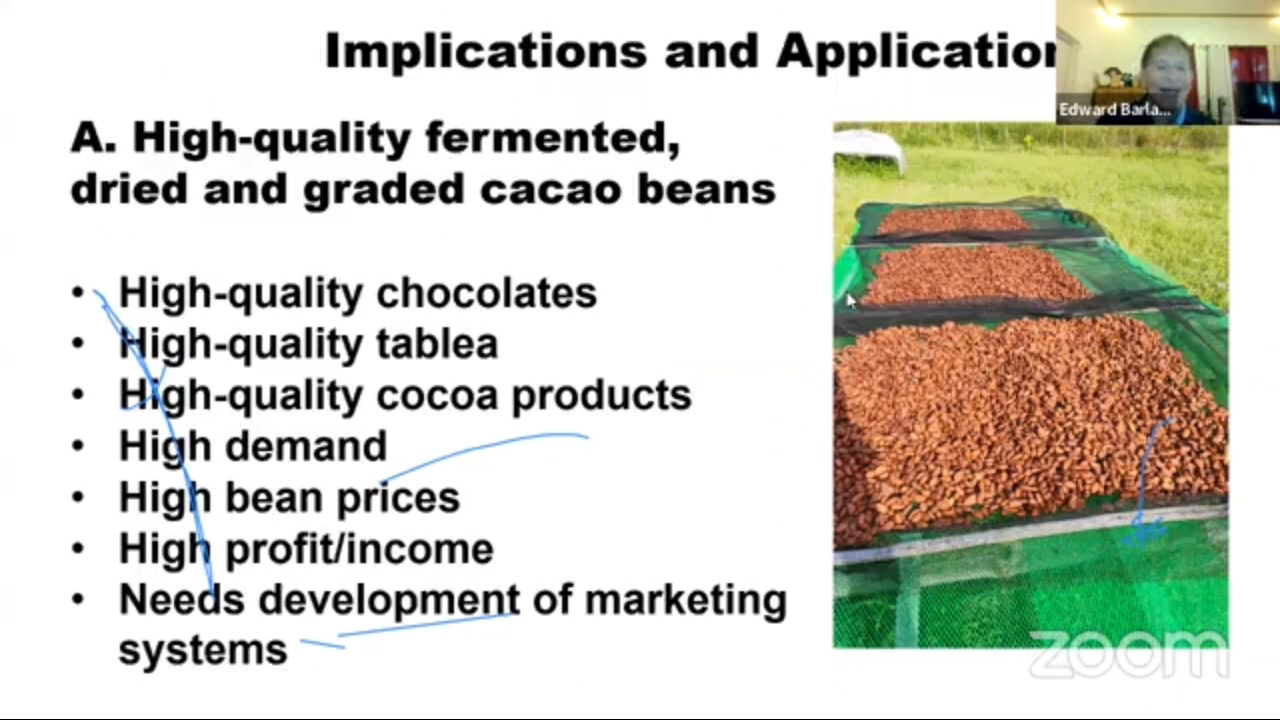 Implications and Application
Edward Barla...
A. High-quality fermented,
dried and graded cacao beans
• High-quality chocolates
• High-quality tablea
• High-quality cocoa products
• High demand
• High bean prices
• High profit/income
• Needs development of marketing
systems
zoom